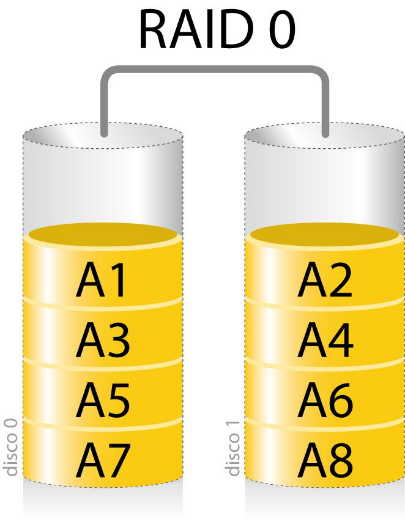 RAID 0
A1
A3
A5
A7
disco 0
A2
A4
A6
A8
disco 1